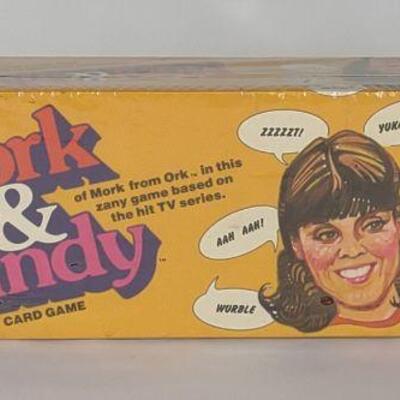 ork
&
ndy™
CARD GAME
of Mork from Ork™ in this
zany game based on
the hit TV series.
ZZZZZT!
YUK
AAH AAH!
WURBLE